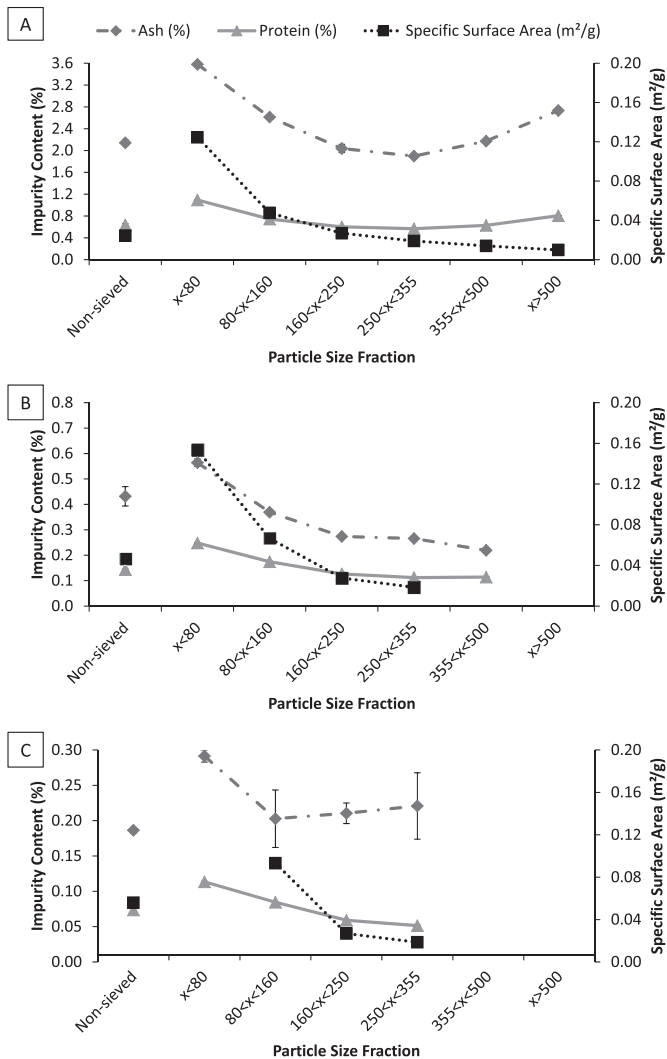 A
Ash (%) Protein (%) Specific Surface Area (m²/g)
3.6
3.2
2.8
2.4
2.0
1.6
1.2
0.8
0.4
0.0
Impurity Content (%)
0.20
0.16
0.12
0.08
0.04
0.00
Specific Surface Area (m²/g)
Non-sieved
x<80
80<x<160
160<x<250
250<x<355
355<x<500
x>500
Particle Size Fraction
B
0.8
0.7
0.6
0.5
0.4
0.3
0.2
0.1
0.0
Impurity Content (%)
0.20
0.16
0.12
0.08
0.04
0.00
Specific Surface Area (m²/g)
Non-sieved
x<80
80<x<160
160<x<250
250<x<355
355<x<500
x>500
Particle Size Fraction
C
0.30
0.25
0.20
0.15
0.10
0.05
0.00
Impurity Content (%)
0.20
0.16
0.12
0.08
0.04
0.00
Specific Surface Area (m²/g)
Non-sieved
x<80
80<x<160
160<x<250
250<x<355
355<x<500
x>500
Particle Size Fraction